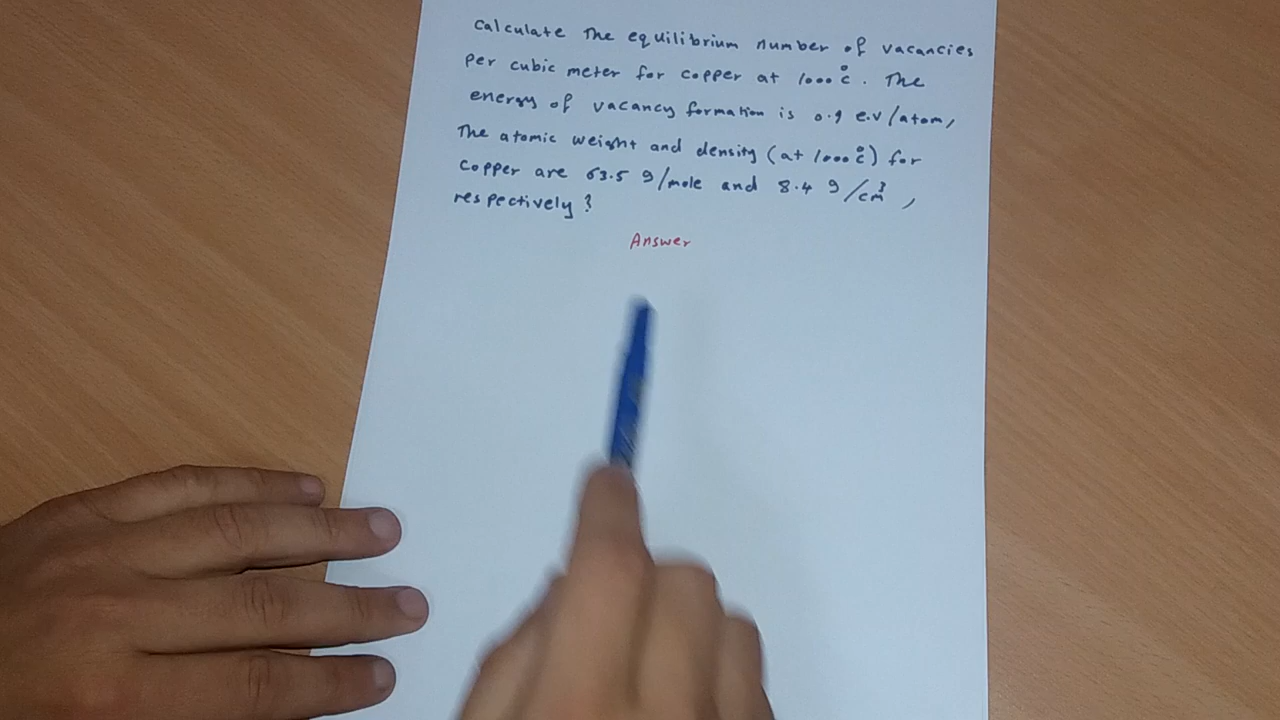 Calculate The equilibrium number of vacancies
per cubic meter for copper at 1000 °C. The
energy of vacancy formation is 0.9 e.v/atom,
The atomic weight and density (at 1000 °C) for
Copper are 63.5 g/mole and 8.4 g/cm³,
respectively?
Answer